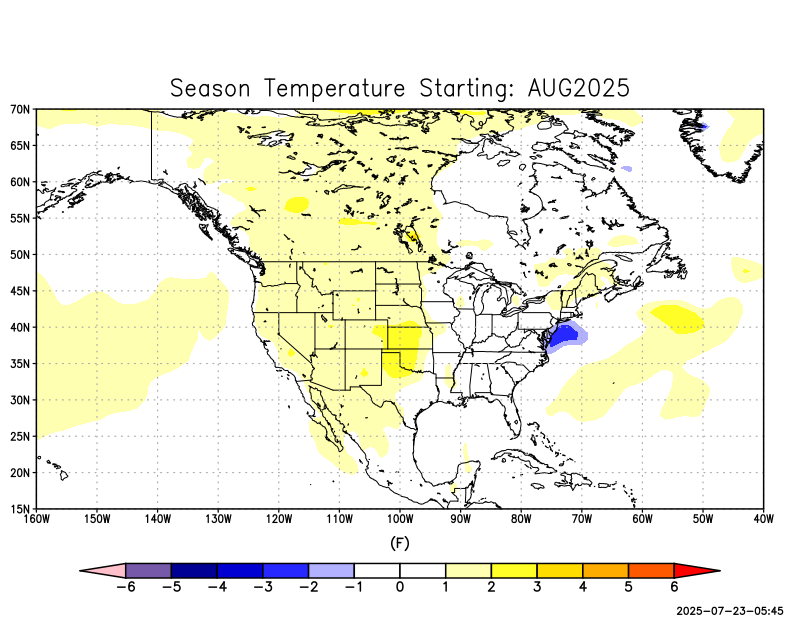 Season Temperature Starting: AUG2025
70N
65N
60N
55N
50N
45N
40N
35N
30N
25N
20N
15N
160W 150W 140W 130W 120W 110W 100W 90W 80W 70W 60W 50W 40W
(F)
−6 −5 −4 −3 −2 −1 0 1 2 3 4 5 6
2025-07-23-05:45